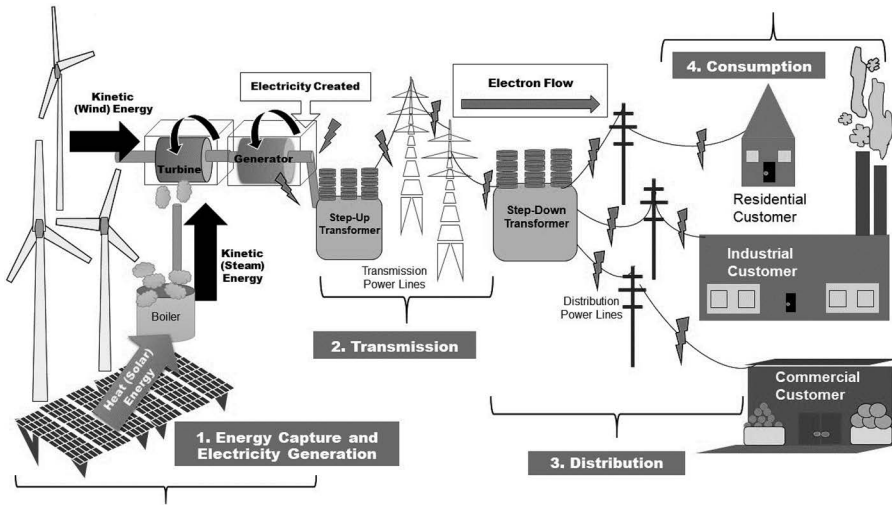 4. Consumption
Electricity Created
Electron Flow
Kinetic
(Wind) Energy
Turbine
Generator
Step-Up
Transformer
Step-Down
Transformer
Residential
Customer
Kinetic
(Steam)
Energy
Transmission
Power Lines
Industrial
Customer
Boiler
Distribution
Power Lines
2. Transmission
Heat (Solar)
Energy
Commercial
Customer
1. Energy Capture and
Electricity Generation
3. Distribution